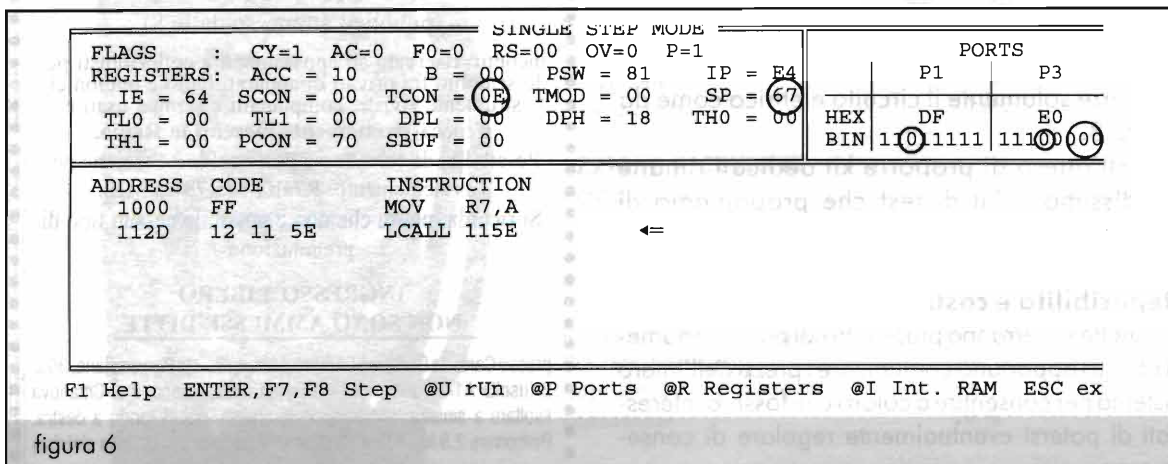 SINGLE STEP MODE
FLAGS : CY=1 AC=0 F0=0 RS=00 OV=0 P=1
REGISTERS: ACC = 10 B = 00 PSW = 81 IP = E4
IE = 64 SCON = 00 TCON = 0E TMOD = 00 SP = 67
TL0 = 00 TL1 = 00 DPL = 00 DPH = 18 TH0 = 00
TH1 = 00 PCON = 70 SBUF = 00
PORTS
P1 P3
HEX DF E0
BIN 11011111 11100000
ADDRESS CODE INSTRUCTION
1000 FF MOV R7,A
112D 12 11 5E LCALL 115E ⇐
F1 Help ENTER,F7,F8 Step @U rUn @P Ports @R Registers @I Int. RAM ESC ex
figura 6